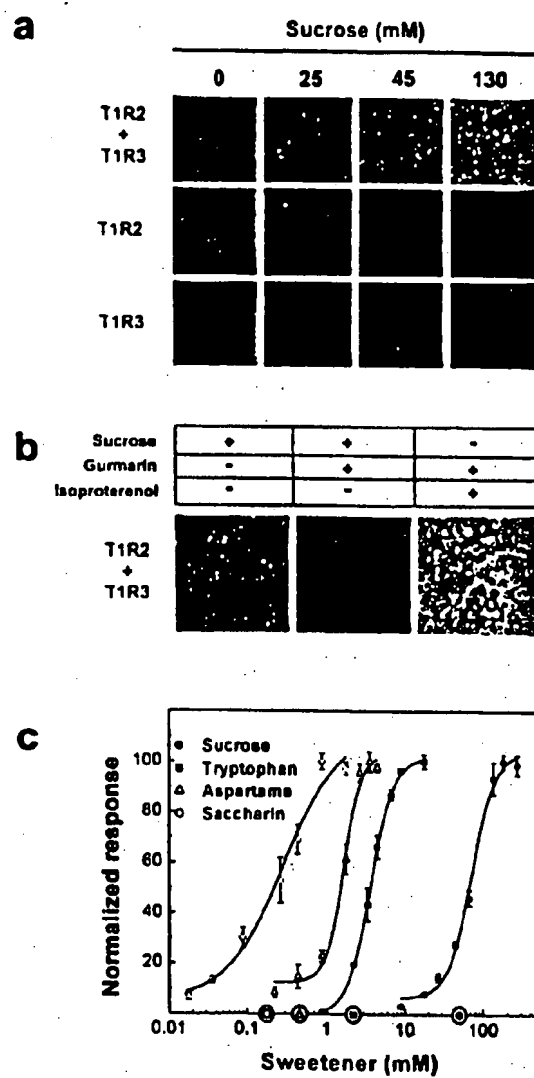 a
Sucrose (mM)
0 25 45 130
T1R2
+
T1R3
T1R2
T1R3
b
Sucrose + + -
Gurmarin - + +
Isoproterenol - - +
T1R2
+
T1R3
c
Sucrose
Tryptophan
Aspartame
Saccharin
Normalized response
100
80
60
40
20
0.01 0.1 1 10 100
Sweetener (mM)